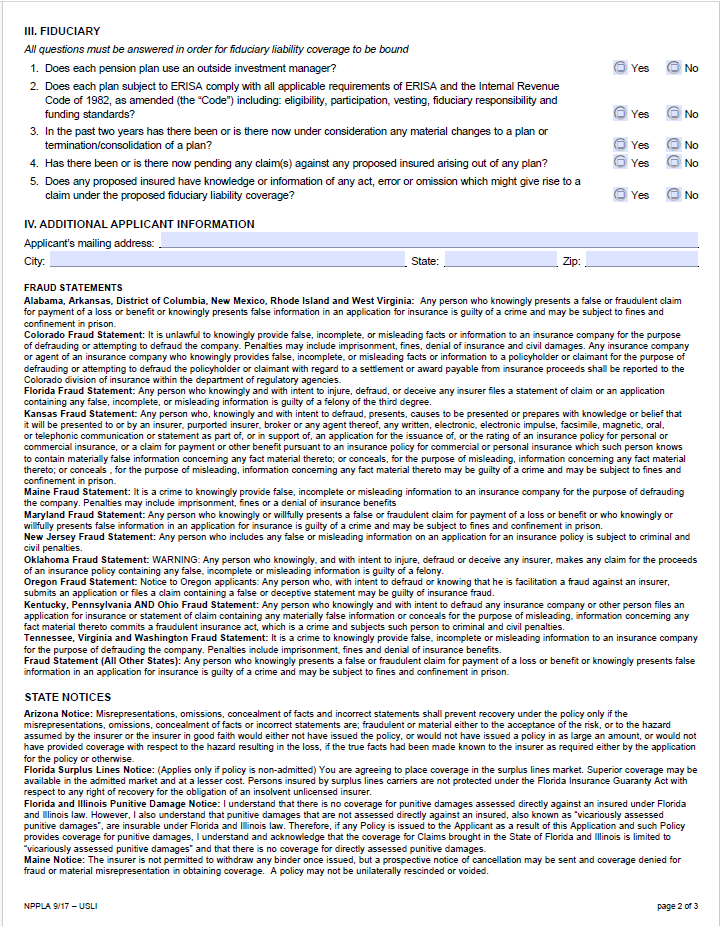 III. FIDUCIARY
All questions must be answered in order for fiduciary liability coverage to be bound
1. Does each pension plan use an outside investment manager? Yes No
2. Does each plan subject to ERISA comply with all applicable requirements of ERISA and the Internal Revenue
Code of 1982, as amended (the “Code”) including: eligibility, participation, vesting, fiduciary responsibility and
funding standards? Yes No
3. In the past two years has there been or is there now under consideration any material changes to a plan or
termination/consolidation of a plan? Yes No
4. Has there been or is there now pending any claim(s) against any proposed insured arising out of any plan? Yes No
5. Does any proposed insured have knowledge or information of any act, error or omission which might give rise to a
claim under the proposed fiduciary liability coverage? Yes No
IV. ADDITIONAL APPLICANT INFORMATION
Applicant’s mailing address:
City: State: Zip:
FRAUD STATEMENTS
Alabama, Arkansas, District of Columbia, New Mexico, Rhode Island and West Virginia: Any person who knowingly presents a false or fraudulent claim
for payment of a loss or benefit or knowingly presents false information in an application for insurance is guilty of a crime and may be subject to fines and
confinement in prison.
Colorado Fraud Statement: It is unlawful to knowingly provide false, incomplete, or misleading facts or information to an insurance company for the purpose
of defrauding or attempting to defraud the company. Penalties may include imprisonment, fines, denial of insurance and civil damages. Any insurance company
or agent of an insurance company who knowingly provides false, incomplete, or misleading facts or information to a policyholder or claimant for the purpose of
defrauding or attempting to defraud the policyholder or claimant with regard to a settlement or award payable from insurance proceeds shall be reported to the
Colorado division of insurance within the department of regulatory agencies.
Florida Fraud Statement: Any person who knowingly and with intent to injure, defraud, or deceive any insurer files a statement of claim or an application
containing any false, incomplete, or misleading information is guilty of a felony of the third degree.
Kansas Fraud Statement: Any person who, knowingly and with intent to defraud, presents, causes to be presented or prepares with knowledge or belief that
it will be presented to or by an insurer, purported insurer, broker or any agent thereof, any written, electronic, electronic impulse, facsimile, magnetic, oral,
or telephonic communication or statement as part of, or in support of, an application for the issuance of, or the rating of an insurance policy for personal or
commercial insurance, or a claim for payment or other benefit pursuant to an insurance policy for commercial or personal insurance which such person knows
to contain materially false information concerning any fact material thereto; or conceals, for the purpose of misleading, information concerning any fact material
thereto; or conceals , for the purpose of misleading, information concerning any fact material thereto may be guilty of a crime and may be subject to fines and
confinement in prison.
Maine Fraud Statement: It is a crime to knowingly provide false, incomplete or misleading information to an insurance company for the purpose of defrauding
the company. Penalties may include imprisonment, fines or a denial of insurance benefits
Maryland Fraud Statement: Any person who knowingly or willfully presents a false or fraudulent claim for payment of a loss or benefit or who knowingly or
willfully presents false information in an application for insurance is guilty of a crime and may be subject to fines and confinement in prison.
New Jersey Fraud Statement: Any person who includes any false or misleading information on an application for an insurance policy is subject to criminal and
civil penalties.
Oklahoma Fraud Statement: WARNING: Any person who knowingly, and with intent to injure, defraud or deceive any insurer, makes any claim for the proceeds
of an insurance policy containing any false, incomplete or misleading information is guilty of a felony.
Oregon Fraud Statement: Notice to Oregon applicants: Any person who, with intent to defraud or knowing that he is facilitation a fraud against an insurer,
submits an application or files a claim containing a false or deceptive statement may be guilty of insurance fraud.
Kentucky, Pennsylvania AND Ohio Fraud Statement: Any person who knowingly and with intent to defraud any insurance company or other person files an
application for insurance or statement of claim containing any materially false information or conceals for the purpose of misleading, information concerning any
fact material thereto commits a fraudulent insurance act, which is a crime and subjects such person to criminal and civil penalties.
Tennessee, Virginia and Washington Fraud Statement: It is a crime to knowingly provide false, incomplete or misleading information to an insurance company
for the purpose of defrauding the company. Penalties include imprisonment, fines and denial of insurance benefits.
Fraud Statement (All Other States): Any person who knowingly presents a false or fraudulent claim for payment of a loss or benefit or knowingly presents false
information in an application for insurance is guilty of a crime and may be subject to fines and confinement in prison.
STATE NOTICES
Arizona Notice: Misrepresentations, omissions, concealment of facts and incorrect statements shall prevent recovery under the policy only if the
misrepresentations, omissions, concealment of facts or incorrect statements are; fraudulent or material either to the acceptance of the risk, or to the hazard
assumed by the insurer or the insurer in good faith would either not have issued the policy, or would not have issued a policy in as large an amount, or would not
have provided coverage with respect to the hazard resulting in the loss, if the true facts had been made known to the insurer as required either by the application
for the policy or otherwise.
Florida Surplus Lines Notice: (Applies only if policy is non-admitted) You are agreeing to place coverage in the surplus lines market. Superior coverage may be
available in the admitted market and at a lesser cost. Persons insured by surplus lines carriers are not protected under the Florida Insurance Guaranty Act with
respect to any right of recovery for the obligation of an insolvent unlicensed insurer.
Florida and Illinois Punitive Damage Notice: I understand that there is no coverage for punitive damages assessed directly against an insured under Florida
and Illinois law. However, I also understand that punitive damages that are not assessed directly against an insured, also known as “vicariously assessed
punitive damages”, are insurable under Florida and Illinois law. Therefore, if any Policy is issued to the Applicant as a result of this Application and such Policy
provides coverage for punitive damages, I understand and acknowledge that the coverage for Claims brought in the State of Florida and Illinois is limited to
“vicariously assessed punitive damages” and that there is no coverage for directly assessed punitive damages.
Maine Notice: The insurer is not permitted to withdraw any binder once issued, but a prospective notice of cancellation may be sent and coverage denied for
fraud or material misrepresentation in obtaining coverage. A policy may not be unilaterally rescinded or voided.
NPPLA 9/17 – USLI page 2 of 3